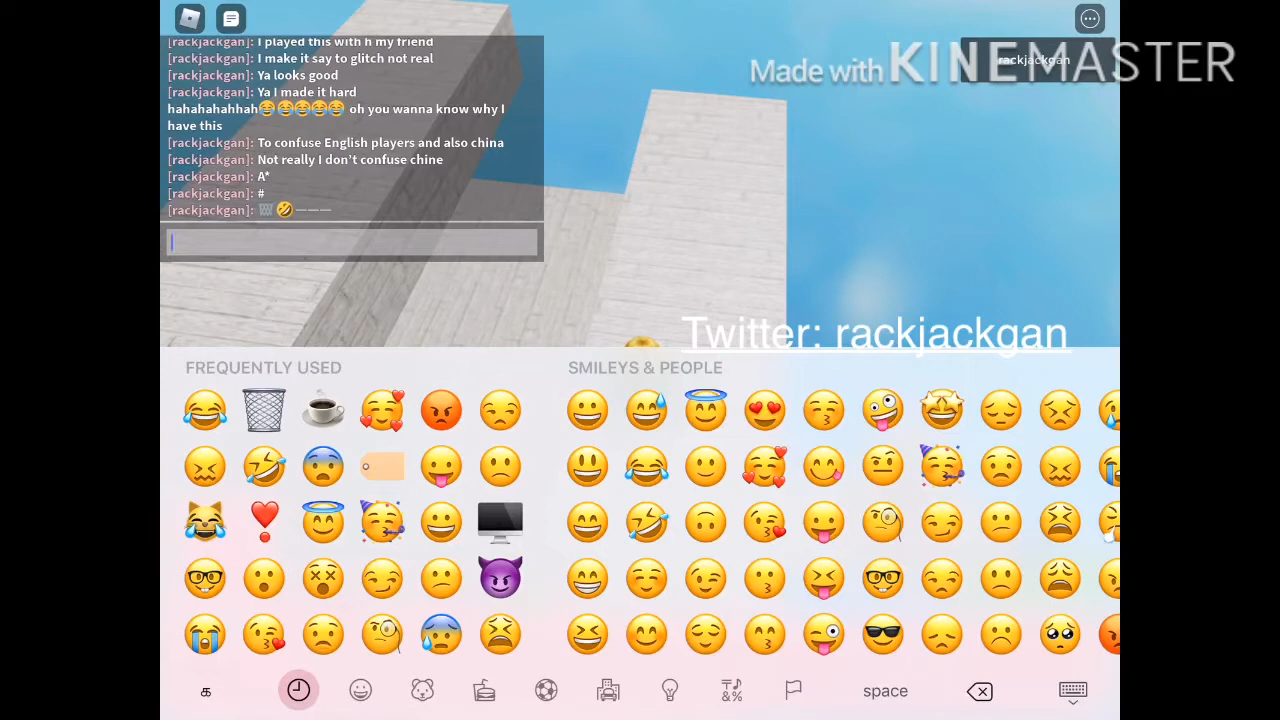 [rackjackgan]: I played this with h my friend
Made with KINEMASTER
rackjackgan
[rackjackgan]: I make it say to glitch not real
[rackjackgan]: Ya looks good
[rackjackgan]: Ya I made it hard
hahahahahhah😂😂😂😂😂 oh you wanna know why I
have this
[rackjackgan]: To confuse English players and also china
[rackjackgan]: Not really I don’t confuse chine
[rackjackgan]: A*
[rackjackgan]: #
[rackjackgan]: 🗑🤣———
Twitter: rackjackgan
FREQUENTLY USED
SMILEYS & PEOPLE
க
space